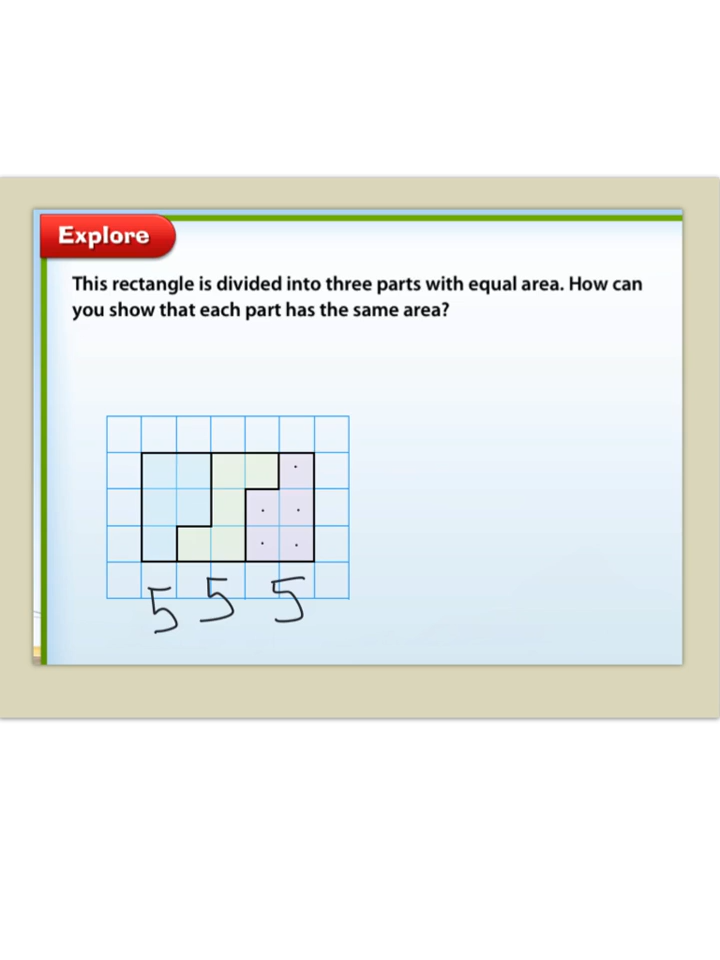 Explore
This rectangle is divided into three parts with equal area. How can
you show that each part has the same area?
5 5 5